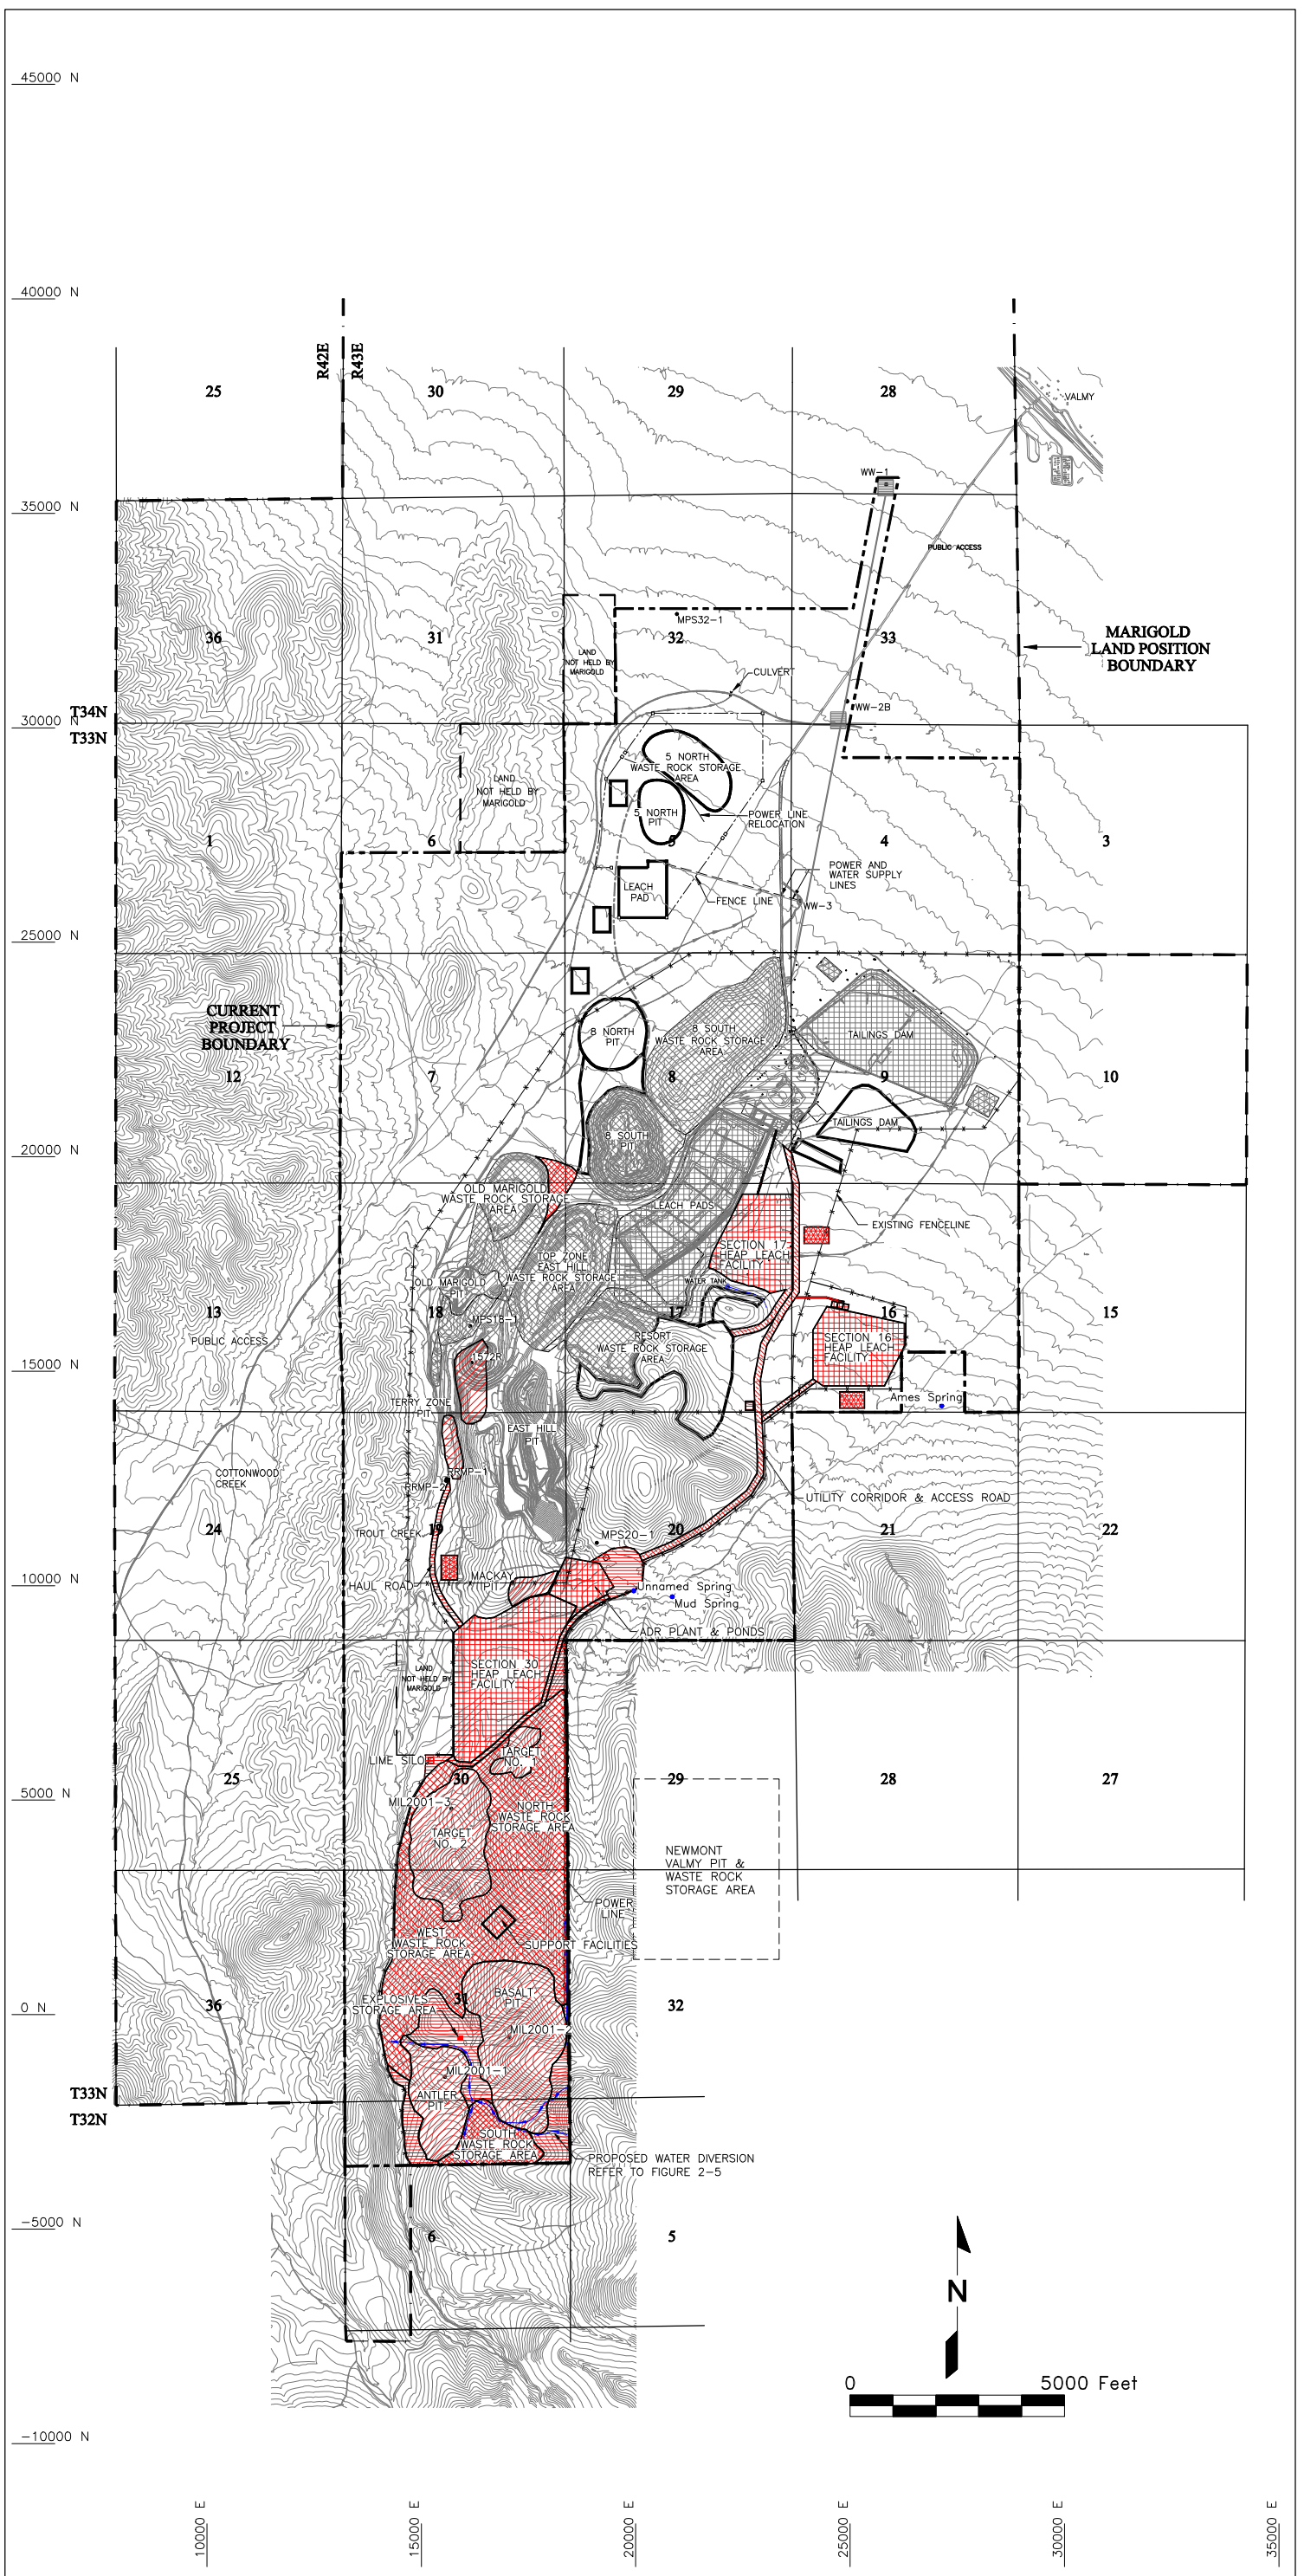 45000 N
40000 N
R42E
R43E
25
30
29
28
VALMY
WW-1
35000 N
PUBLIC ACCESS
MPS32-1
36
31
32
33
LAND
NOT HELD BY
MARIGOLD
MARIGOLD
LAND POSITION
BOUNDARY
CULVERT
WW-2B
T34N
30000 N
T33N
5 NORTH
WASTE ROCK STORAGE
AREA
LAND
NOT HELD BY
MARIGOLD
5 NORTH
PIT
POWER LINE
RELOCATION
1
6
5
4
3
POWER AND
WATER SUPPLY
LINES
LEACH
PAD
FENCE LINE
WW-3
25000 N
CURRENT
PROJECT
BOUNDARY
8 NORTH
PIT
8 SOUTH
WASTE ROCK STORAGE
AREA
TAILINGS DAM
12
7
8
9
10
TAILINGS DAM
8 SOUTH
PIT
20000 N
OLD MARIGOLD
WASTE ROCK STORAGE
AREA
LEACH PADS
EXISTING FENCELINE
SECTION 17
HEAP LEACH
FACILITY
TOP ZONE
EAST HILL
WASTE ROCK STORAGE
AREA
OLD MARIGOLD
PIT
WATER TANK
13
18
17
16
15
MPS18-1
PUBLIC ACCESS
RESORT
WASTE ROCK STORAGE
AREA
SECTION 16
HEAP LEACH
FACILITY
1572R
15000 N
Ames Spring
TERRY ZONE
PIT
EAST HILL
PIT
COTTONWOOD
CREEK
RRMP-1
RRMP-2
UTILITY CORRIDOR & ACCESS ROAD
24
TROUT CREEK
19
MPS20-1
20
21
22
10000 N
HAUL ROAD
MACKAY
PIT
Unnamed Spring
Mud Spring
ADR PLANT & PONDS
LAND
NOT HELD BY
MARIGOLD
SECTION 30
HEAP LEACH
FACILITY
TARGET
NO. 1
LIME SILO
25
30
29
28
27
5000 N
MIL2001-3
NORTH
WASTE ROCK
STORAGE AREA
TARGET
NO. 2
NEWMONT
VALMY PIT &
WASTE ROCK
STORAGE AREA
POWER
LINE
WEST
WASTE ROCK
STORAGE AREA
SUPPORT FACILITIES
BASALT
PIT
EXPLOSIVES
STORAGE AREA
0 N
36
31
32
MIL2001-2
MIL2001-1
T33N
T32N
ANTLER
PIT
SOUTH
WASTE ROCK
STORAGE AREA
PROPOSED WATER DIVERSION
REFER TO FIGURE 2-5
-5000 N
6
5
N
0
5000 Feet
-10000 N
10000 E
15000 E
20000 E
25000 E
30000 E
35000 E